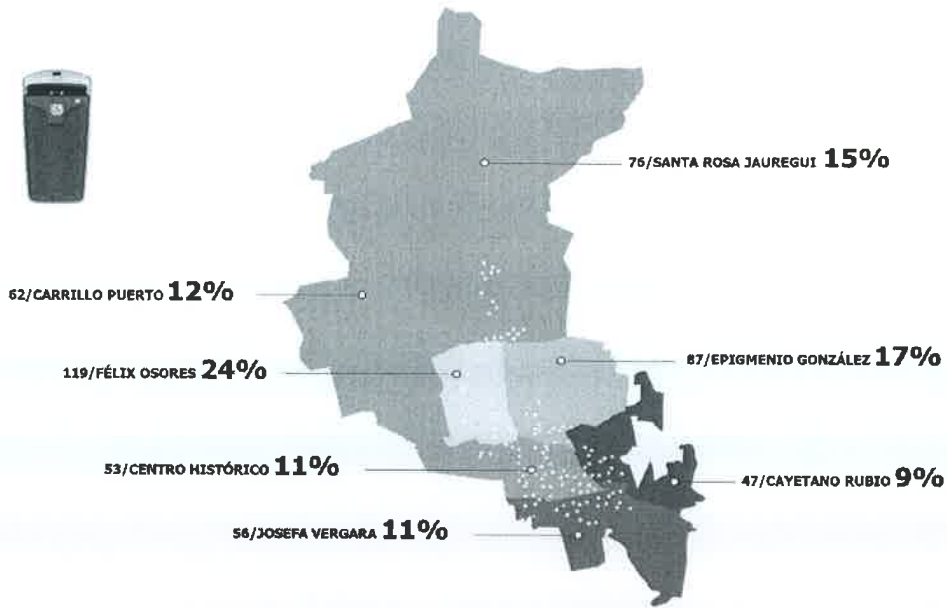 76/SANTA ROSA JAUREGUI 15%
62/CARRILLO PUERTO 12%
119/FÉLIX OSORES 24%
87/EPIGMENIO GONZÁLEZ 17%
53/CENTRO HISTÓRICO 11%
47/CAYETANO RUBIO 9%
56/JOSEFA VERGARA 11%